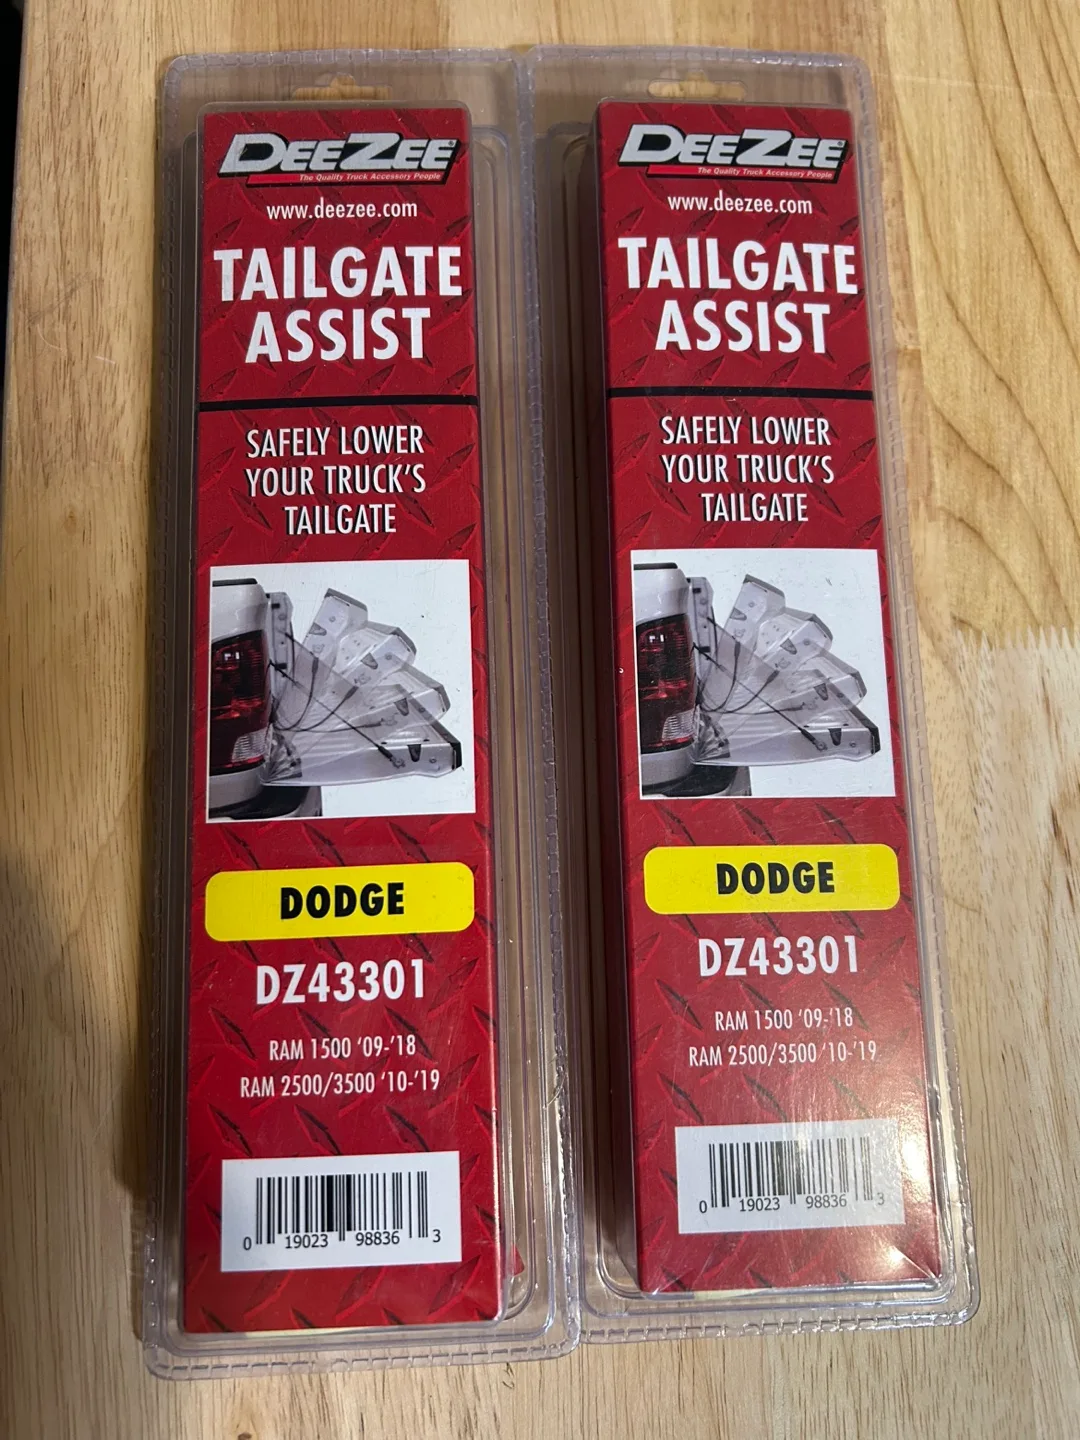 DEEZEE
The Quality Truck Accessory People
www.deezee.com
TAILGATE
ASSIST
SAFELY LOWER
YOUR TRUCK'S
TAILGATE
DODGE
DZ43301
RAM 1500 '09-'18
RAM 2500/3500 '10-'19
0 19023 98836 3
DEEZEE
The Quality Truck Accessory People
www.deezee.com
TAILGATE
ASSIST
SAFELY LOWER
YOUR TRUCK'S
TAILGATE
DODGE
DZ43301
RAM 1500 '09-'18
RAM 2500/3500 '10-'19
0 19023 98836 3